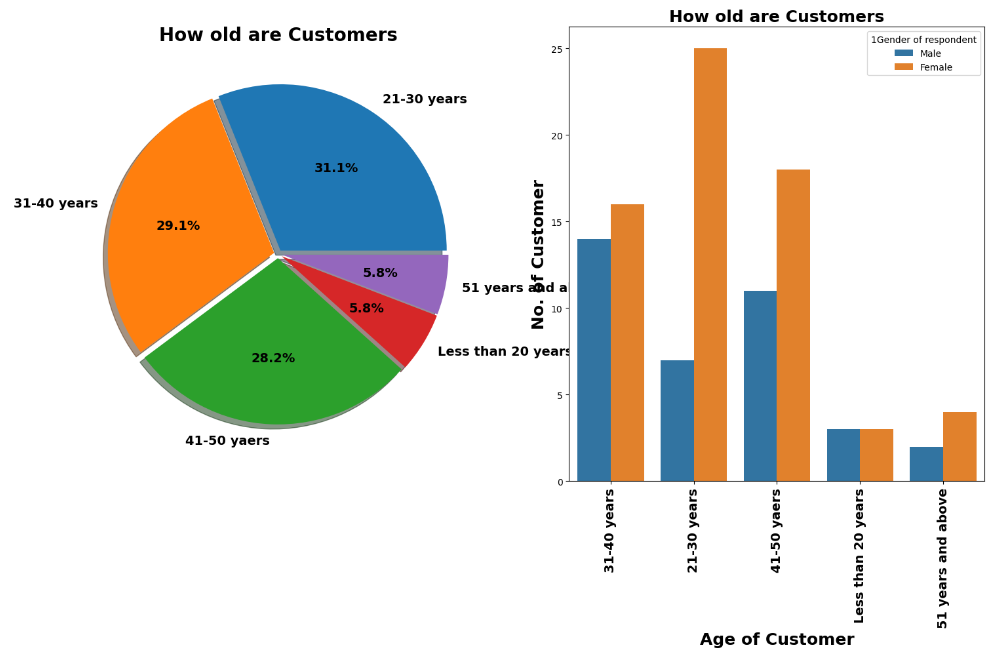 How old are Customers
21-30 years
31.1%
31-40 years
29.1%
5.8%
51 years and a
5.8%
Less than 20 years
28.2%
41-50 yaers
How old are Customers
1Gender of respondent
Male
Female
No. of Customer
25
20
15
10
5
0
31-40 years
21-30 years
41-50 yaers
Less than 20 years
51 years and above
Age of Customer